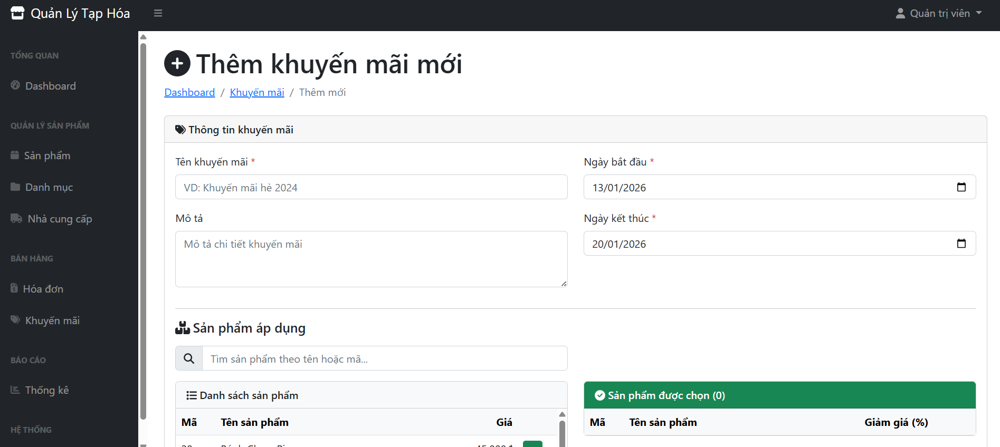 Quản Lý Tạp Hóa
Quản trị viên
TỔNG QUAN
Dashboard
QUẢN LÝ SẢN PHẨM
Sản phẩm
Danh mục
Nhà cung cấp
BÁN HÀNG
Hóa đơn
Khuyến mãi
BÁO CÁO
Thống kê
HỆ THỐNG
Thêm khuyến mãi mới
Dashboard / Khuyến mãi / Thêm mới
Thông tin khuyến mãi
Tên khuyến mãi *
VD: Khuyến mãi hè 2024
Ngày bắt đầu *
13/01/2026
Mô tả
Mô tả chi tiết khuyến mãi
Ngày kết thúc *
20/01/2026
Sản phẩm áp dụng
Tìm sản phẩm theo tên hoặc mã...
Danh sách sản phẩm
Mã Tên sản phẩm Giá
Sản phẩm được chọn (0)
Mã Tên sản phẩm Giảm giá (%)